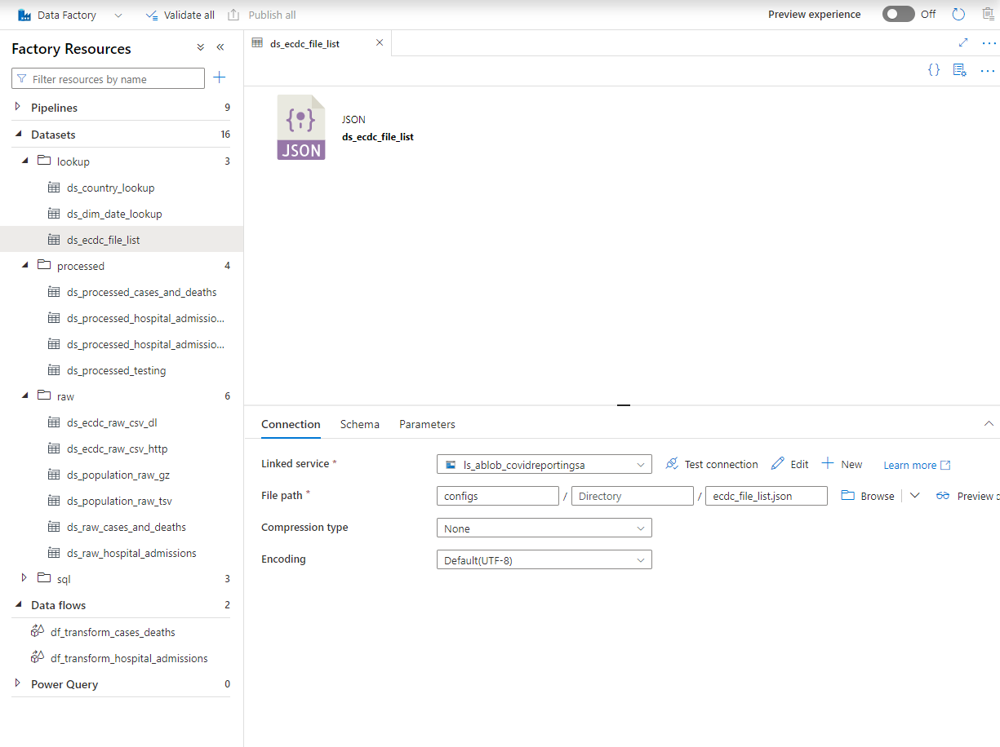 Data Factory Validate all Publish all Preview experience Off
Factory Resources
Filter resources by name
Pipelines 9
Datasets 16
lookup 3
ds_country_lookup
ds_dim_date_lookup
ds_ecdc_file_list
processed 4
ds_processed_cases_and_deaths
ds_processed_hospital_admissio...
ds_processed_hospital_admissio...
ds_processed_testing
raw 6
ds_ecdc_raw_csv_dl
ds_ecdc_raw_csv_http
ds_population_raw_gz
ds_population_raw_tsv
ds_raw_cases_and_deaths
ds_raw_hospital_admissions
sql 3
Data flows 2
df_transform_cases_deaths
df_transform_hospital_admissions
Power Query 0
ds_ecdc_file_list
{}
{ } JSON
JSON
ds_ecdc_file_list
Connection Schema Parameters
Linked service * ls_ablob_covidreportingsa Test connection Edit New Learn more
File path * configs / Directory / ecdc_file_list.json Browse Preview d
Compression type None
Encoding Default(UTF-8)